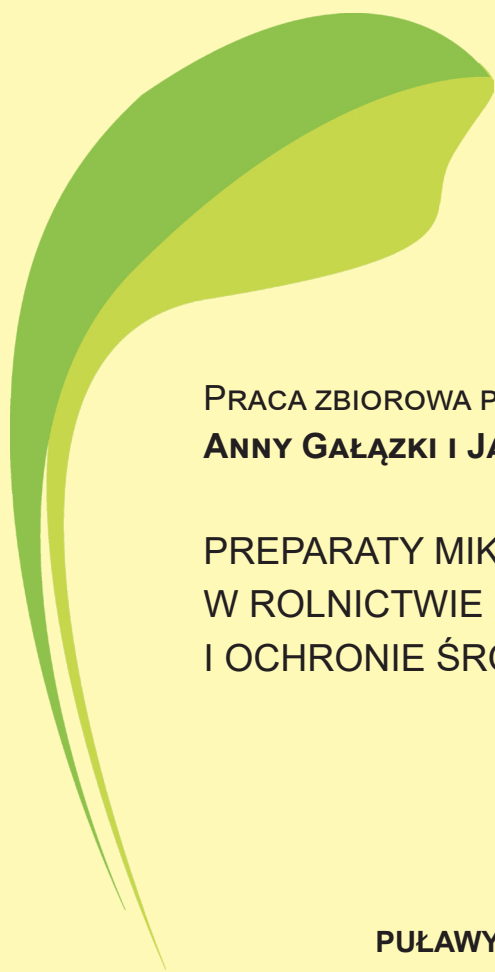 PRACA ZBIOROWA
ANNY GAŁĄZKI I
PREPARATY
W ROLNICTWIE
I OCHRONIE
PUŁAWY